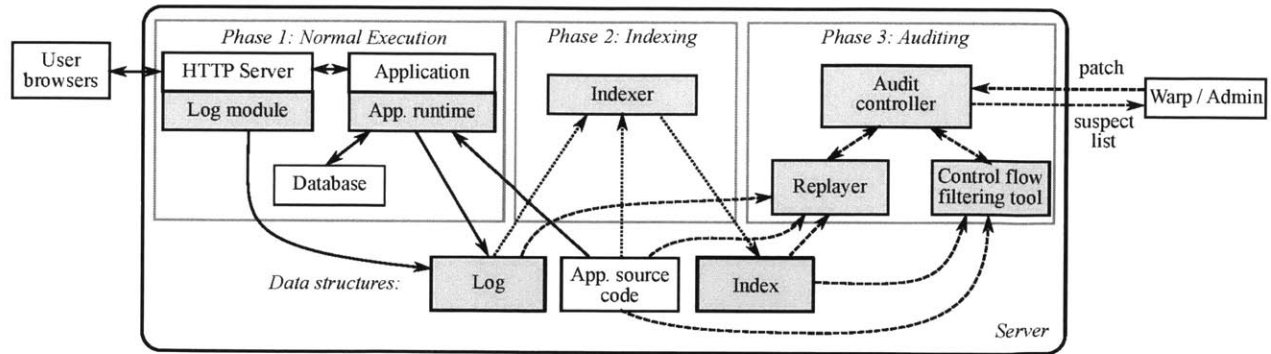 Phase 1: Normal Execution
Phase 2: Indexing
Phase 3: Auditing
User
browsers
HTTP Server
Log module
Application
App. runtime
Database
Indexer
Audit
controller
patch
suspect
list
Warp / Admin
Replayer
Control flow
filtering tool
Data structures:
Log
App. source
code
Index
Server